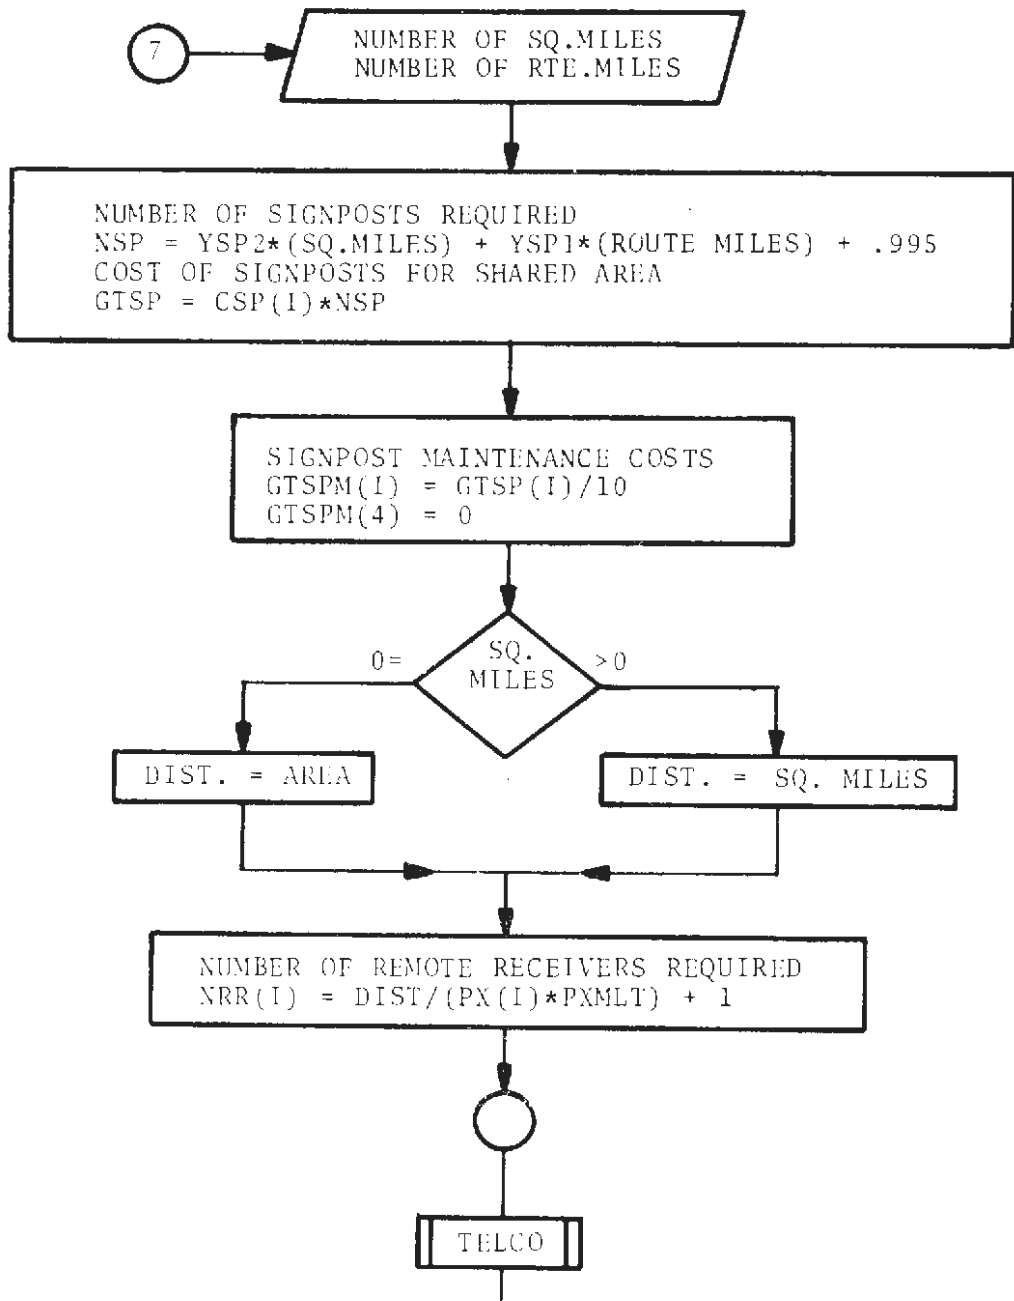 7
NUMBER OF SQ.MILES
NUMBER OF RTE.MILES
NUMBER OF SIGNPOSTS REQUIRED
NSP = YSP2*(SQ.MILES) + YSP1*(ROUTE MILES) + .995
COST OF SIGNPOSTS FOR SHARED AREA
GTSP = CSP(I)*NSP
SIGNPOST MAINTENANCE COSTS
GTSPM(I) = GTSP(I)/10
GTSPM(4) = 0
0=
SQ.
MILES
>0
DIST. = AREA
DIST. = SQ. MILES
NUMBER OF REMOTE RECEIVERS REQUIRED
NRR(I) = DIST/(PX(I)*PXMLT) + 1
TELCO